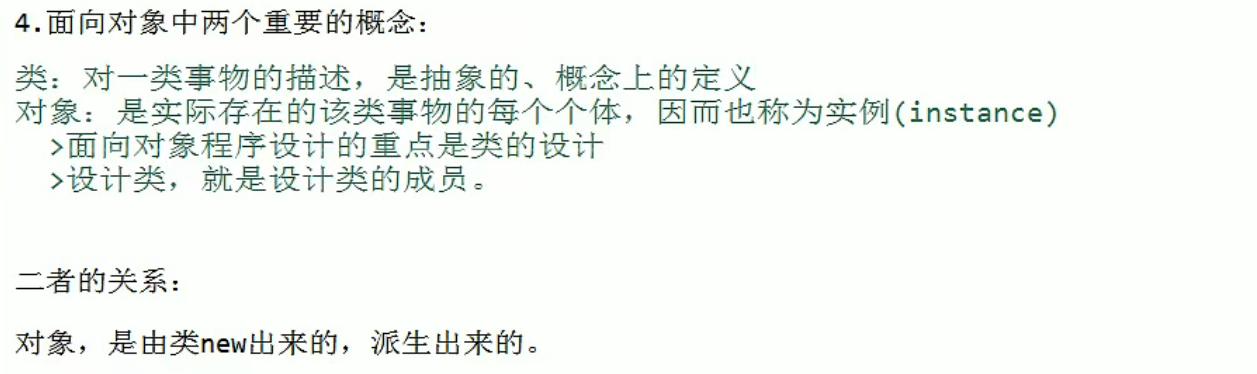 4.面向对象中两个重要的概念：
类：对一类事物的描述，是抽象的、概念上的定义
对象：是实际存在的该类事物的每个个体，因而也称为实例(instance)
>面向对象程序设计的重点是类的设计
>设计类，就是设计类的成员。
二者的关系：
对象，是由类new出来的，派生出来的。